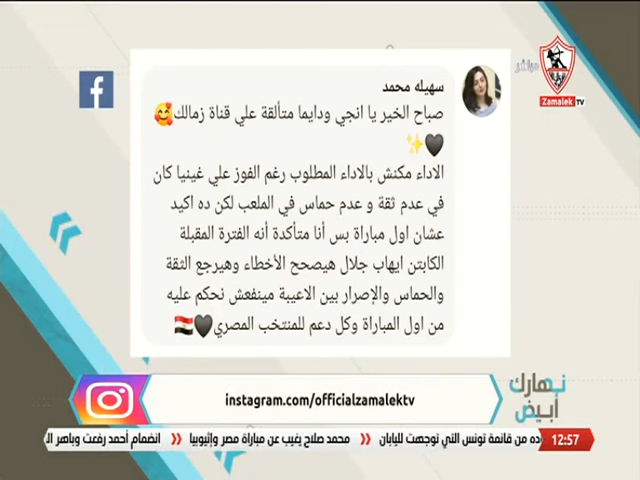 مباشر
Zamalek TV
سهيله محمد
صباح الخير يا انجي ودايما متألقة علي قناة زمالك🥰
🖤✨
الاداء مكنش بالاداء المطلوب رغم الفوز علي غينيا كان
في عدم ثقة و عدم حماس في الملعب لكن ده اكيد
عشان اول مباراة بس أنا متأكدة أنه الفترة المقبلة
الكابتن ايهاب جلال هيصحح الأخطاء وهيرجع الثقة
والحماس والإصرار بين الاعيبة مينفعش نحكم عليه
من اول المباراة وكل دعم للمنتخب المصري🖤🇪🇬
نهارك
أبيض
instagram.com/officialzamalektv
12:57
ده من قائمة تونس التي توجهت لليابان » محمد صلاح يغيب عن مباراة مصر وإثيوبيا » انضمام أحمد رفعت وباهر ال